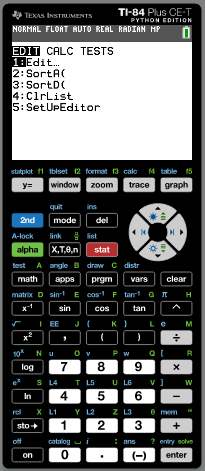 TEXAS INSTRUMENTS TI-84 Plus CE-T
PYTHON EDITION
NORMAL FLOAT AUTO REAL RADIAN MP
EDIT CALC TESTS
1:Edit…
2:SortA(
3:SortD(
4:ClrList
5:SetUpEditor
statplot f1 tblset f2 format f3 calc f4 table f5
y= window zoom trace graph
quit ins
2nd mode del
A-lock link list
alpha X,T,θ,n stat
test A angle B draw C distr
math apps prgm vars clear
matrix D sin⁻¹ E cos⁻¹ F tan⁻¹ G π H
x⁻¹ sin cos tan ^
√ I EE J { K } L e M
x² , ( ) ÷
10ˣ N u O v P w Q [ R
log 7 8 9 ×
eˣ S L4 T L5 U L6 V ] W
ln 4 5 6 −
rcl X L1 Y L2 Z L3 θ mem "
sto→ 1 2 3 +
off catalog i : ans ? entry solve
on 0 . (−) enter